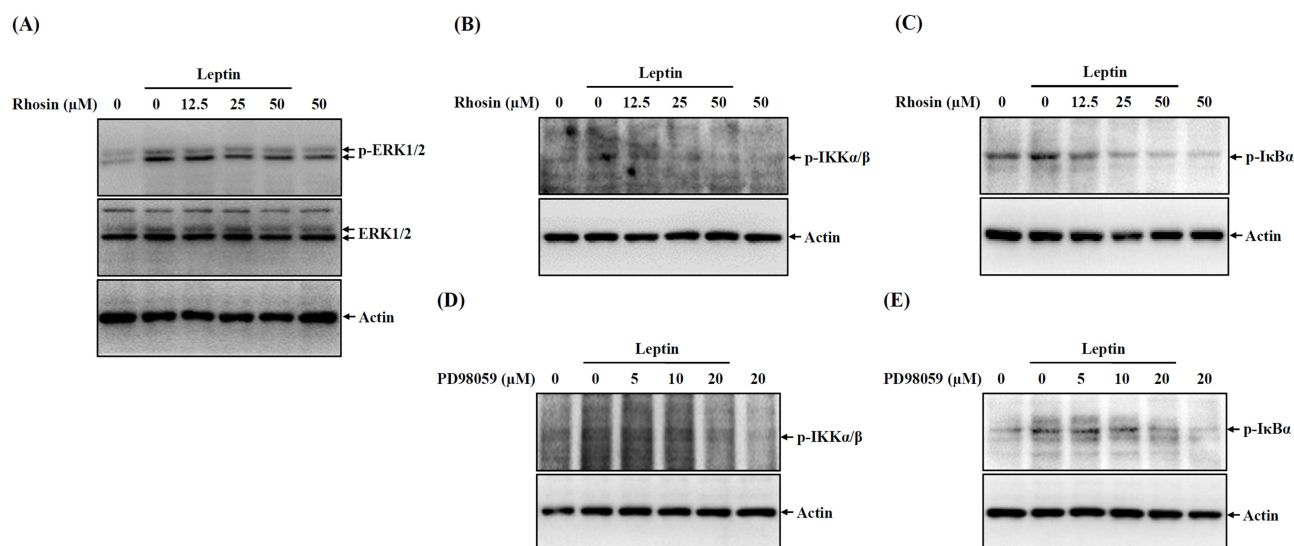 (A)
Leptin
Rhosin (µM) 0 0 12.5 25 50 50
p-ERK1/2
ERK1/2
Actin
(B)
Leptin
Rhosin (µM) 0 0 12.5 25 50 50
p-IKKα/β
Actin
(C)
Leptin
Rhosin (µM) 0 0 12.5 25 50 50
p-IκBα
Actin
(D)
Leptin
PD98059 (µM) 0 0 5 10 20 20
p-IKKα/β
Actin
(E)
Leptin
PD98059 (µM) 0 0 5 10 20 20
p-IκBα
Actin